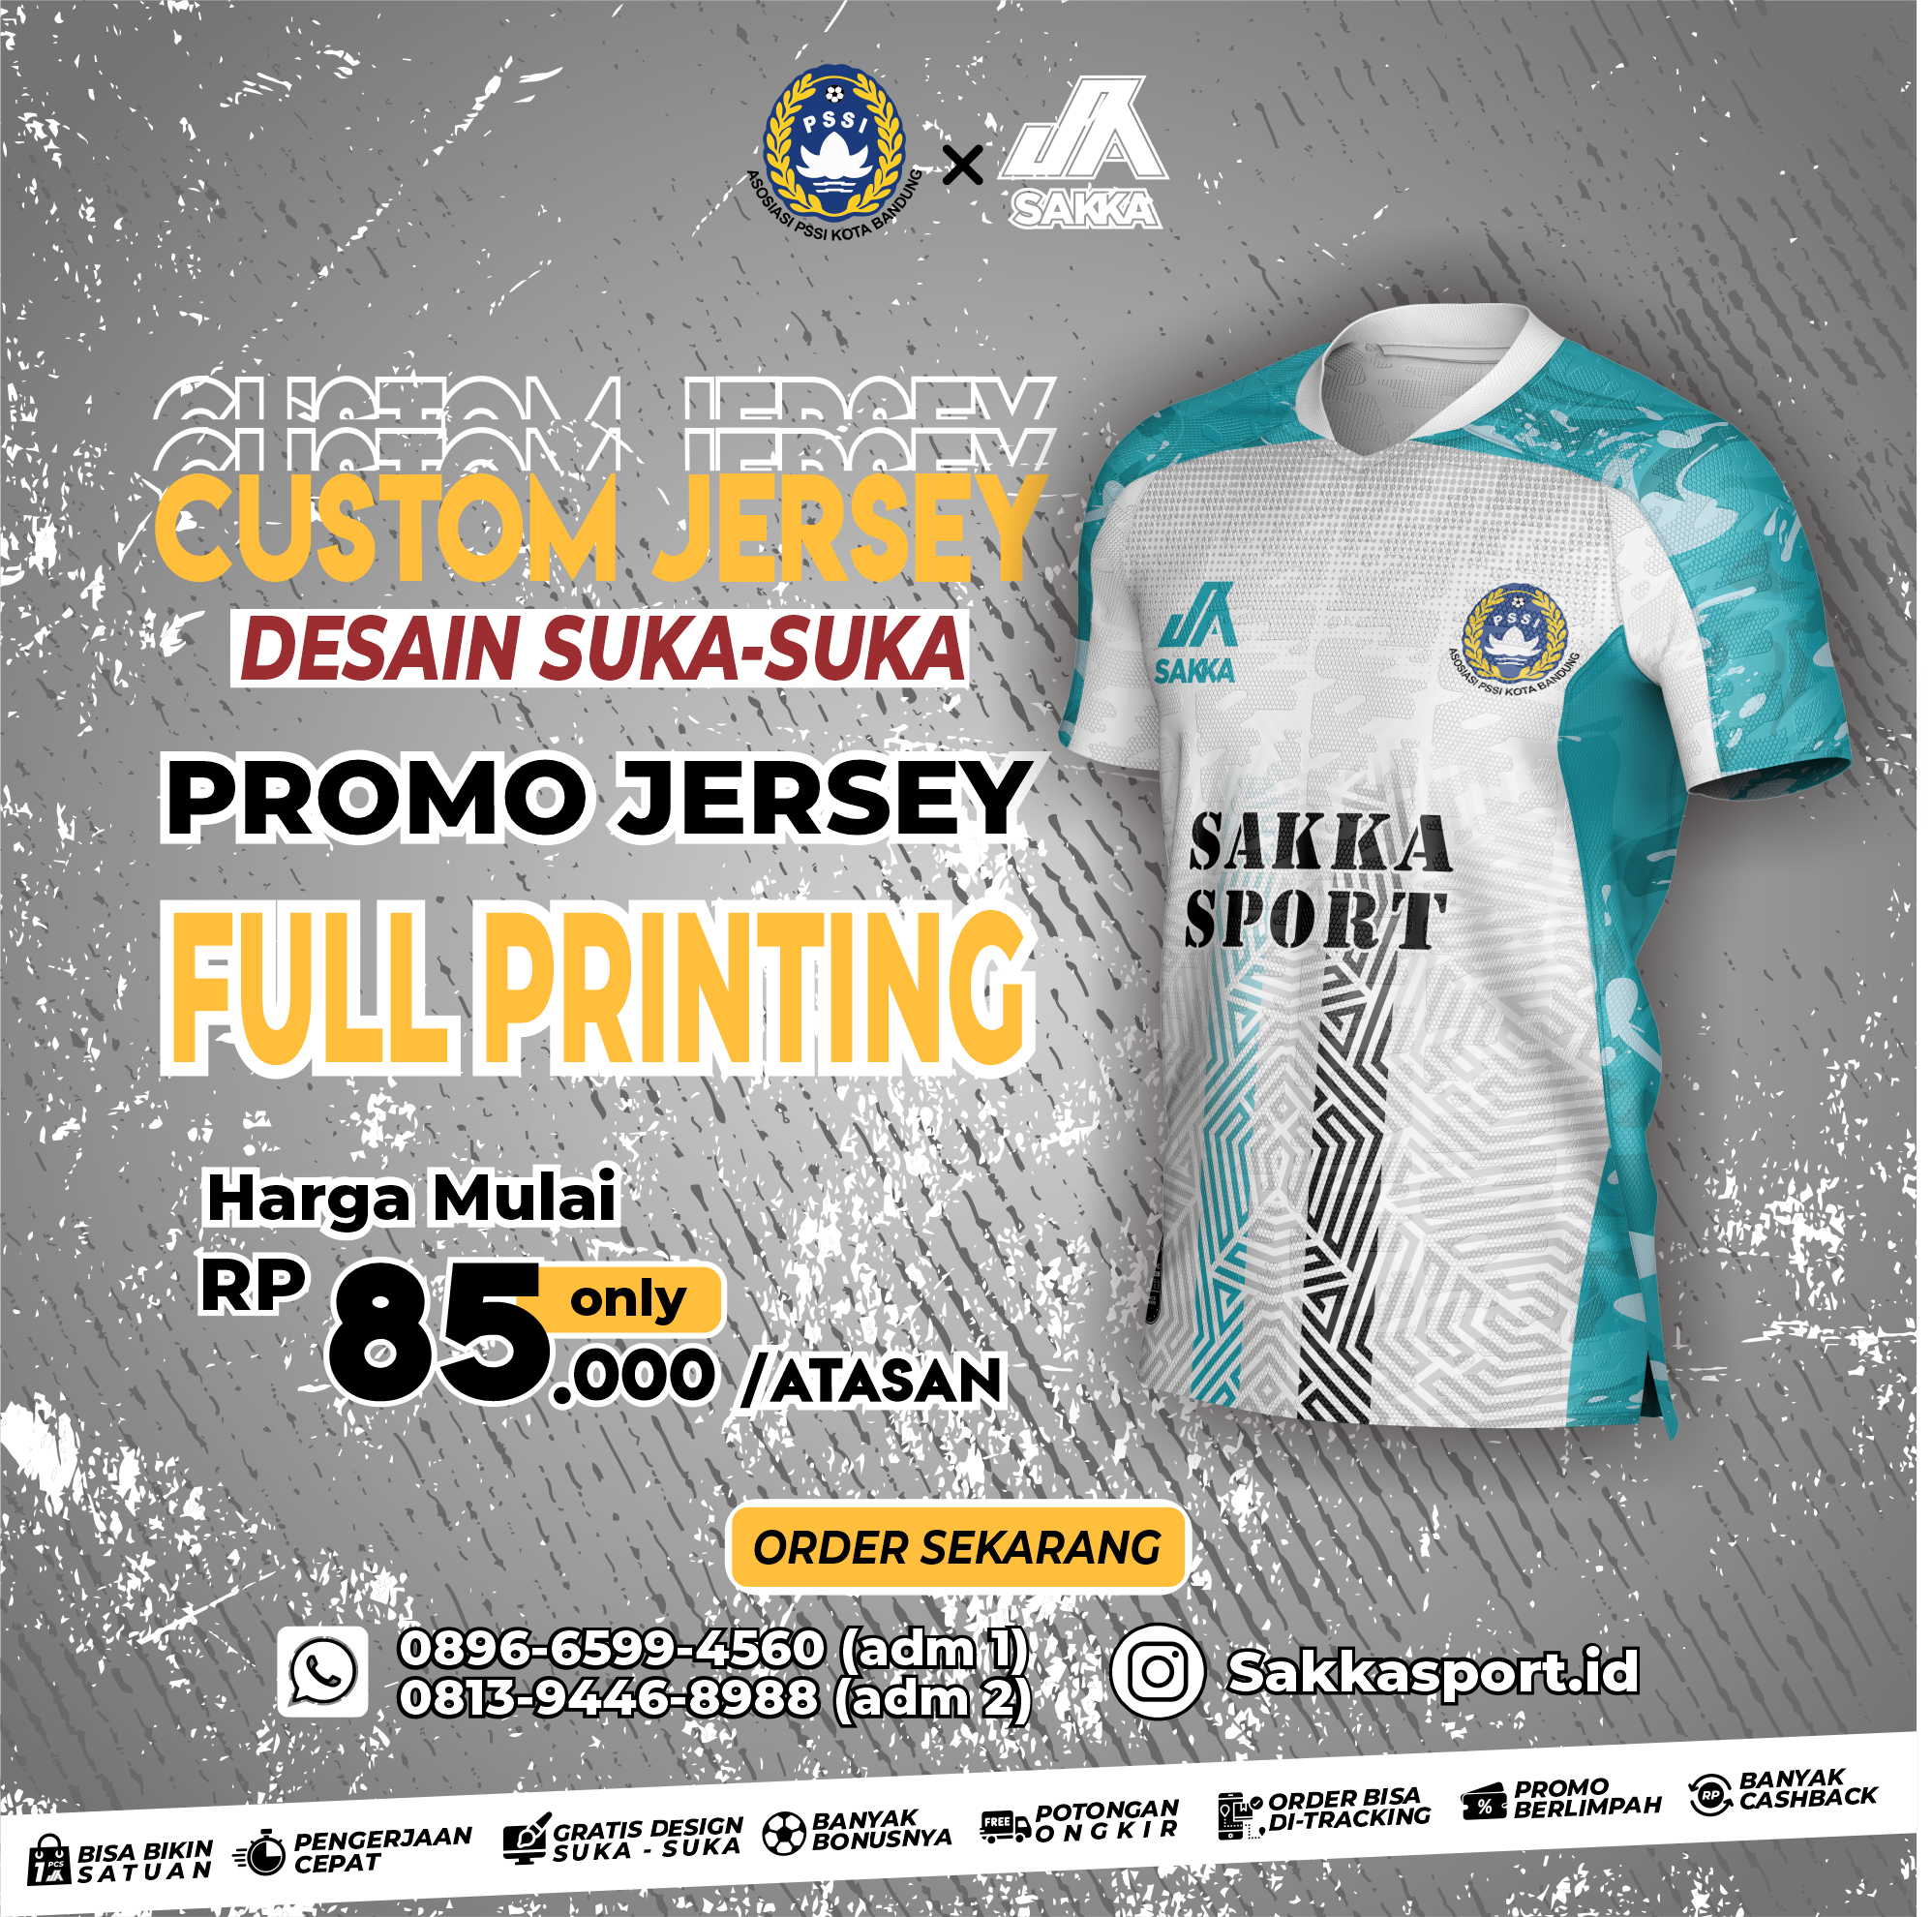 PSSI
ASOSIASI PSSI KOTA BANDUNG
SAKKA
CUSTOM JERSEY
CUSTOM JERSEY
CUSTOM JERSEY
DESAIN SUKA-SUKA
PROMO JERSEY
FULL PRINTING
Harga Mulai
RP 85.000 only /ATASAN
SAKKA
PSSI
ASOSIASI PSSI KOTA BANDUNG
SAKKA
SPORT
ORDER SEKARANG
0896-6599-4560 (adm 1)
0813-9446-8988 (adm 2)
Sakkasport.id
1 PCS
BISA BIKIN
SATUAN
PENGERJAAN
CEPAT
GRATIS DESIGN
SUKA - SUKA
BANYAK
BONUSNYA
FREE
POTONGAN
ONGKIR
ORDER BISA
DI-TRACKING
%
PROMO
BERLIMPAH
RP
BANYAK
CASHBACK